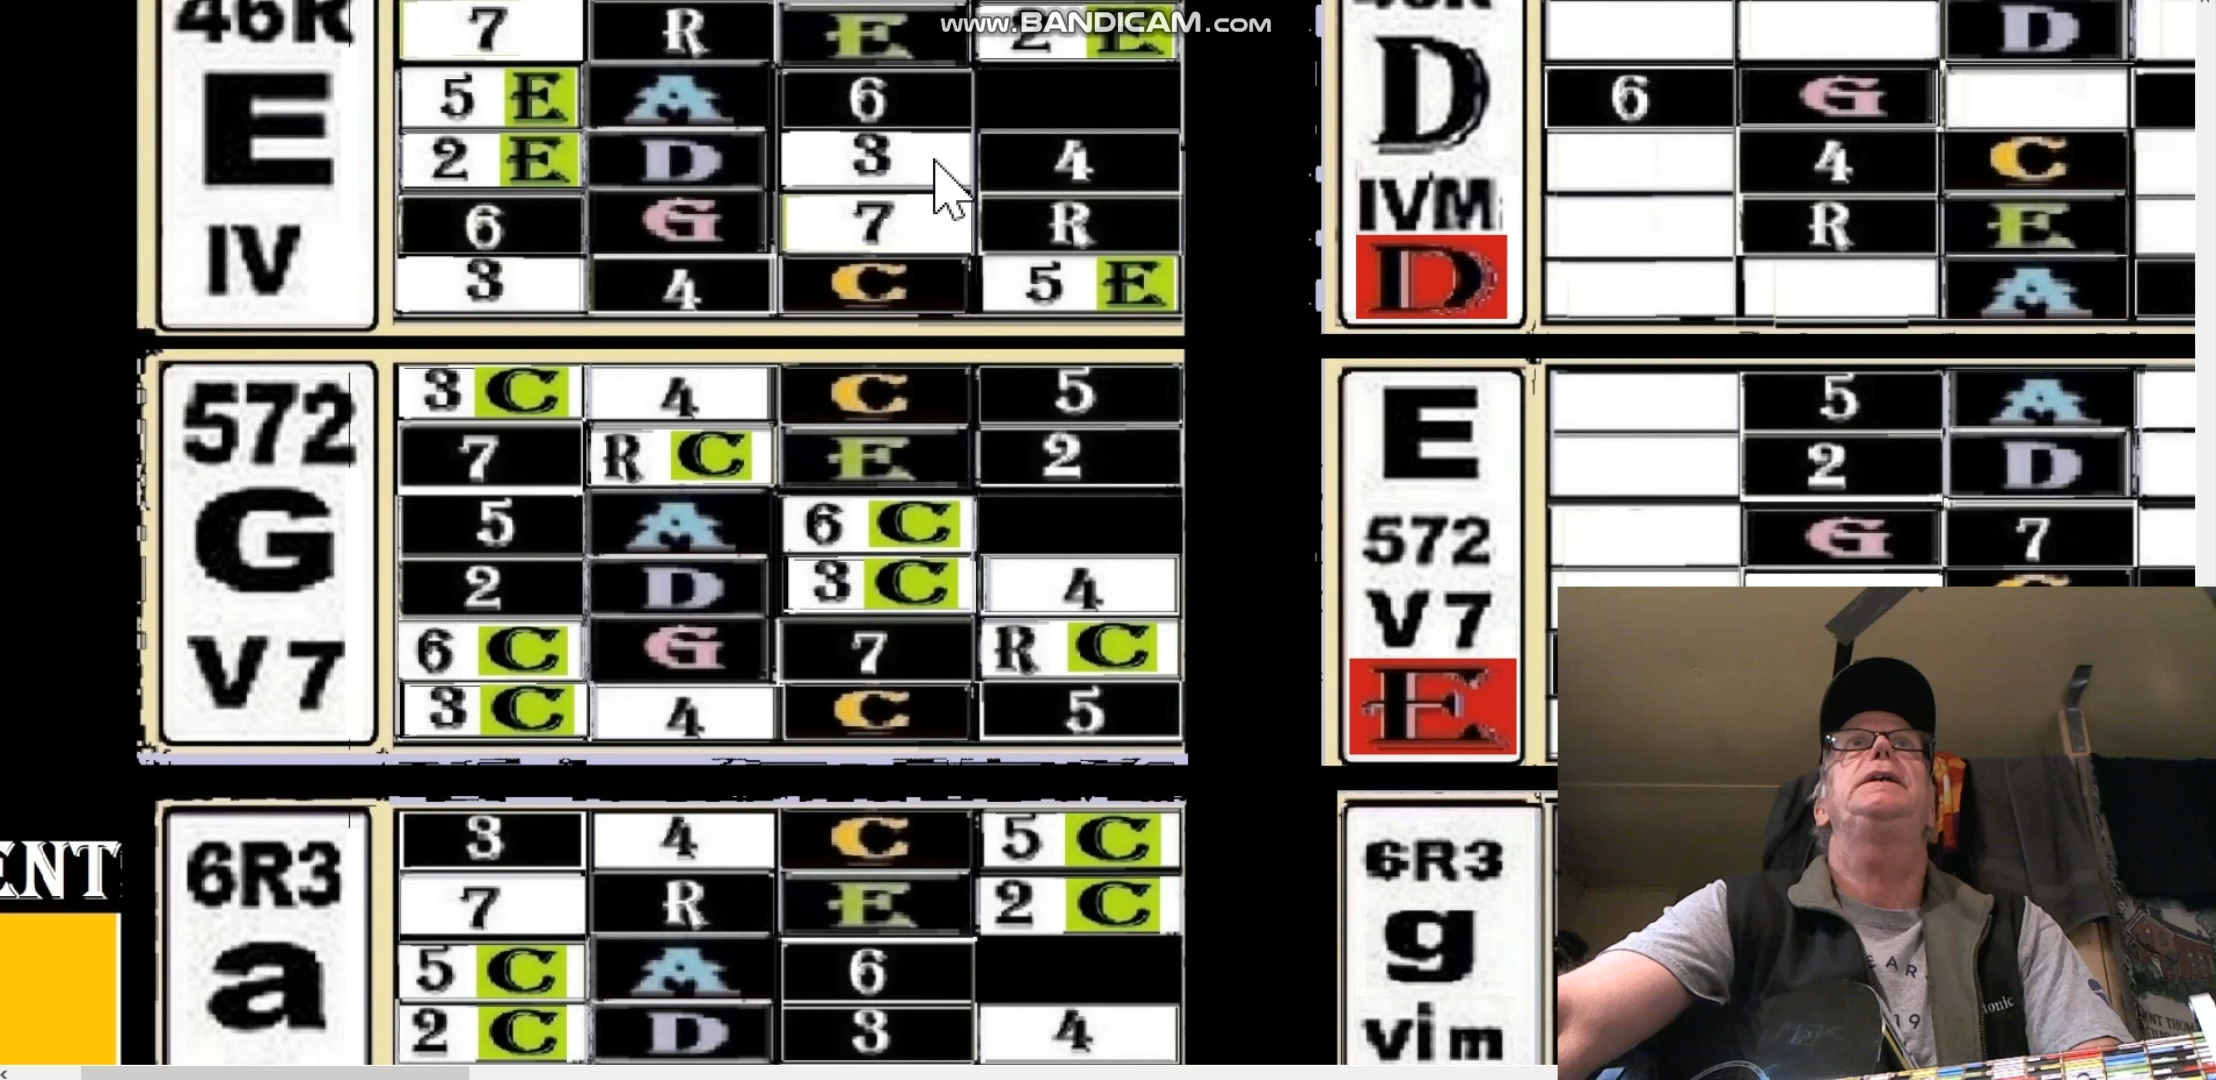 www.BANDICAM.com
46R
E
IV
7 R E 2 E
5 E A 6
2 E D 3 4
6 G 7 R
3 4 C 5 E
572
G
V 7
3 C 4 C 5
7 R C E 2
5 A 6 C
2 D 3 C 4
6 C G 7 R C
3 C 4 C 5
ENT
6R3
a
3 4 C 5 C
7 R E 2 C
5 C A 6
2 C D 3 4
D
IVM
D
D
6 G
4 C
R E
A
E
572
V 7
E
5 A
2 D
G 7
6R3
g
vim